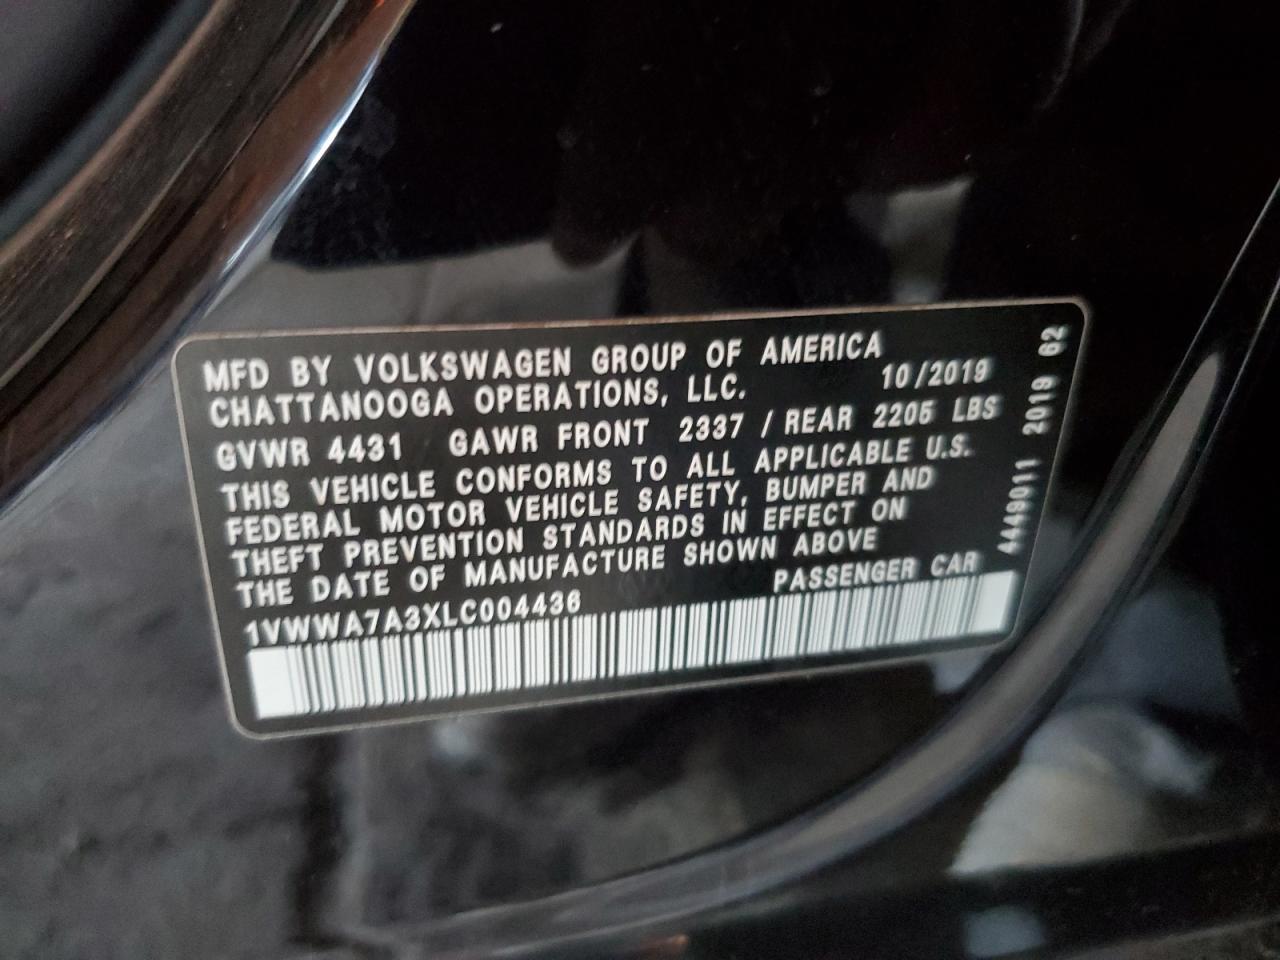 MFD BY VOLKSWAGEN GROUP OF AMERICA
CHATTANOOGA OPERATIONS, LLC. 10/2019
GVWR 4431 GAWR FRONT 2337 / REAR 2205 LBS
THIS VEHICLE CONFORMS TO ALL APPLICABLE U.S.
FEDERAL MOTOR VEHICLE SAFETY, BUMPER AND
THEFT PREVENTION STANDARDS IN EFFECT ON
THE DATE OF MANUFACTURE SHOWN ABOVE
PASSENGER CAR
1VWWA7A3XLC004436
4449011 2019 62